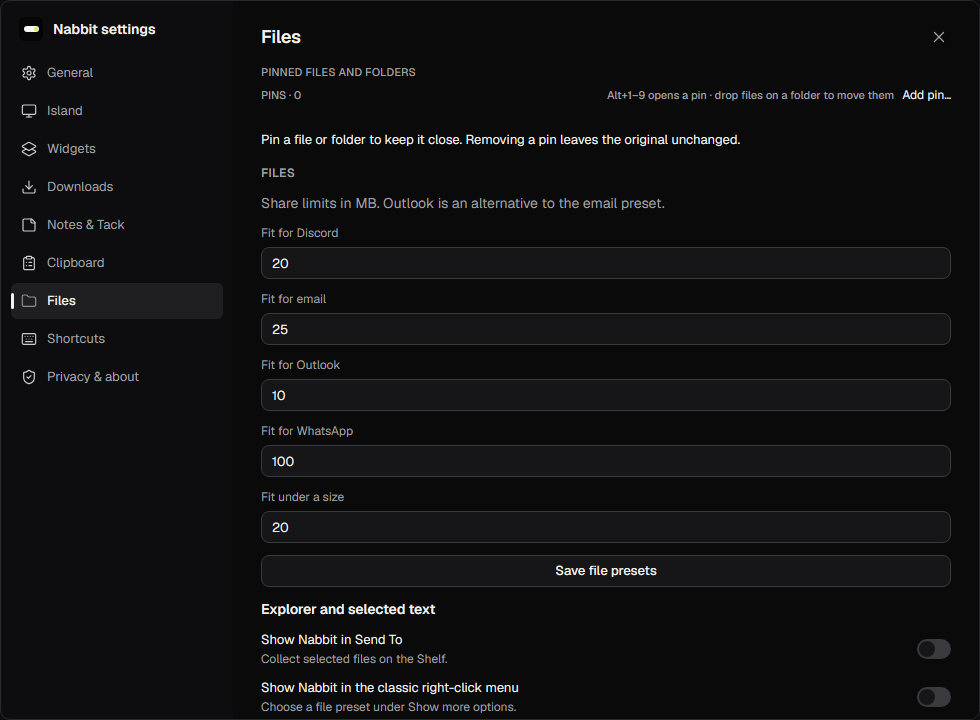 Nabbit settings
General
Island
Widgets
Downloads
Notes & Tack
Clipboard
Files
Shortcuts
Privacy & about
Files
PINNED FILES AND FOLDERS
PINS · 0
Alt+1–9 opens a pin · drop files on a folder to move them
Add pin…
Pin a file or folder to keep it close. Removing a pin leaves the original unchanged.
FILES
Share limits in MB. Outlook is an alternative to the email preset.
Fit for Discord
20
Fit for email
25
Fit for Outlook
10
Fit for WhatsApp
100
Fit under a size
20
Save file presets
Explorer and selected text
Show Nabbit in Send To
Collect selected files on the Shelf.
Show Nabbit in the classic right-click menu
Choose a file preset under Show more options.